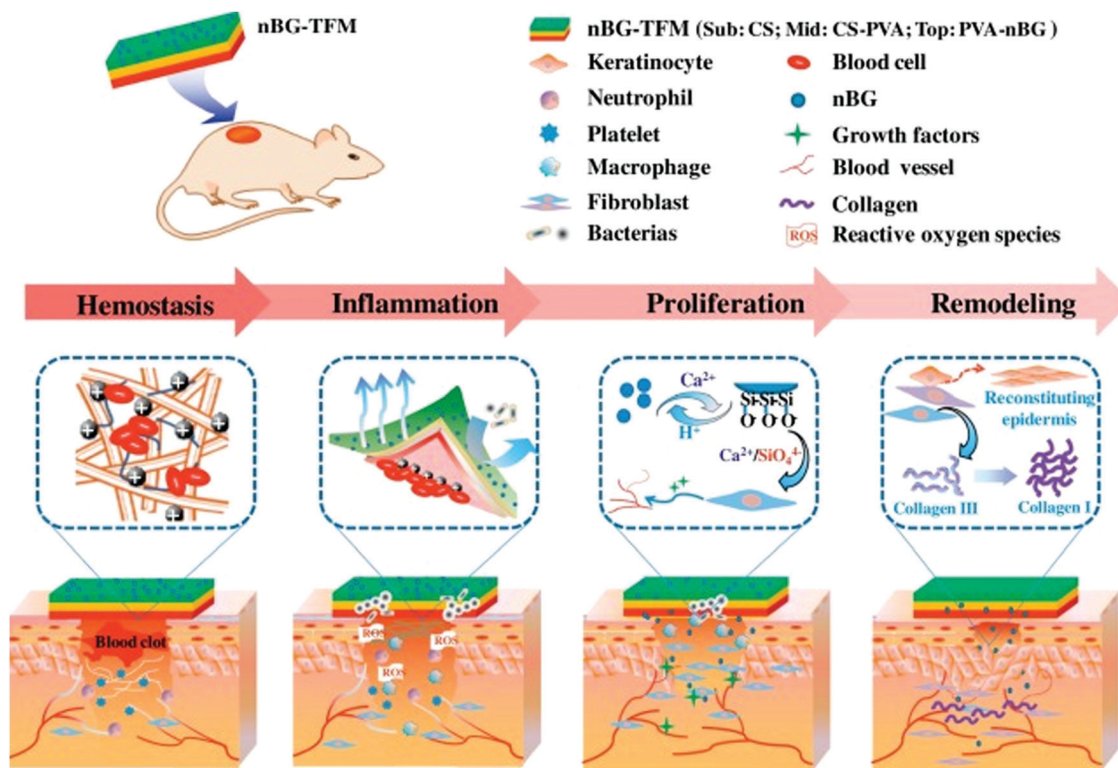 nBG-TFM
nBG-TFM (Sub: CS; Mid: CS-PVA; Top: PVA-nBG)
Keratinocyte
Blood cell
Neutrophil
nBG
Platelet
Growth factors
Macrophage
Blood vessel
Fibroblast
Collagen
Bacterias
ROS Reactive oxygen species
Hemostasis
Inflammation
Proliferation
Remodeling
+ + + + + + +
Ca²⁺
H⁺
Si-Si-Si
O⁻ O⁻ O⁻
Ca²⁺/SiO₄⁴⁻
Reconstituting
epidermis
Collagen III
Collagen I
Blood clot
ROS
ROS
ROS